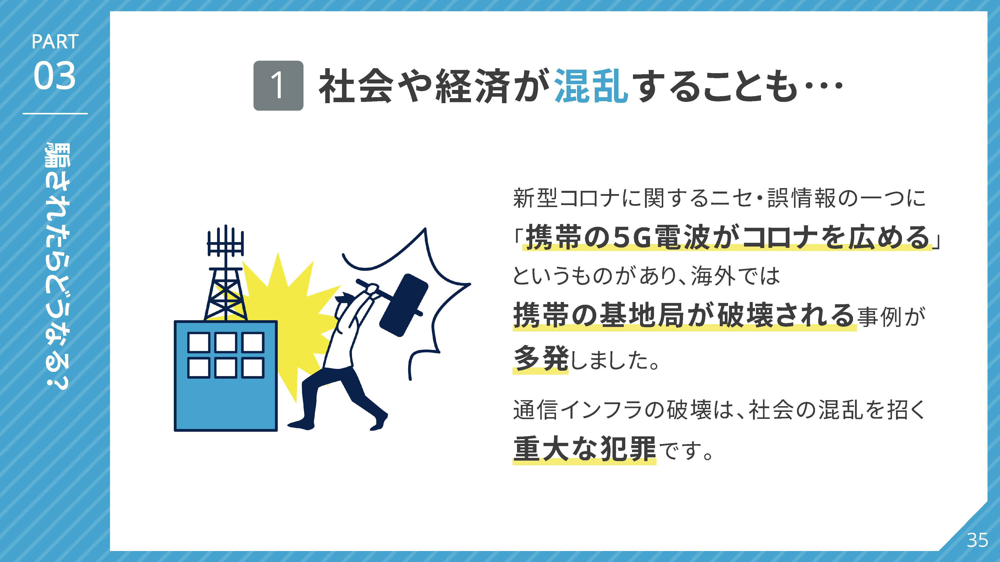 PART
03
騙されたらどうなる？
1 社会や経済が混乱することも…
新型コロナに関するニセ・誤情報の一つに
「携帯の5G電波がコロナを広める」
というものがあり、海外では
携帯の基地局が破壊される事例が
多発しました。
通信インフラの破壊は、社会の混乱を招く
重大な犯罪です。
35